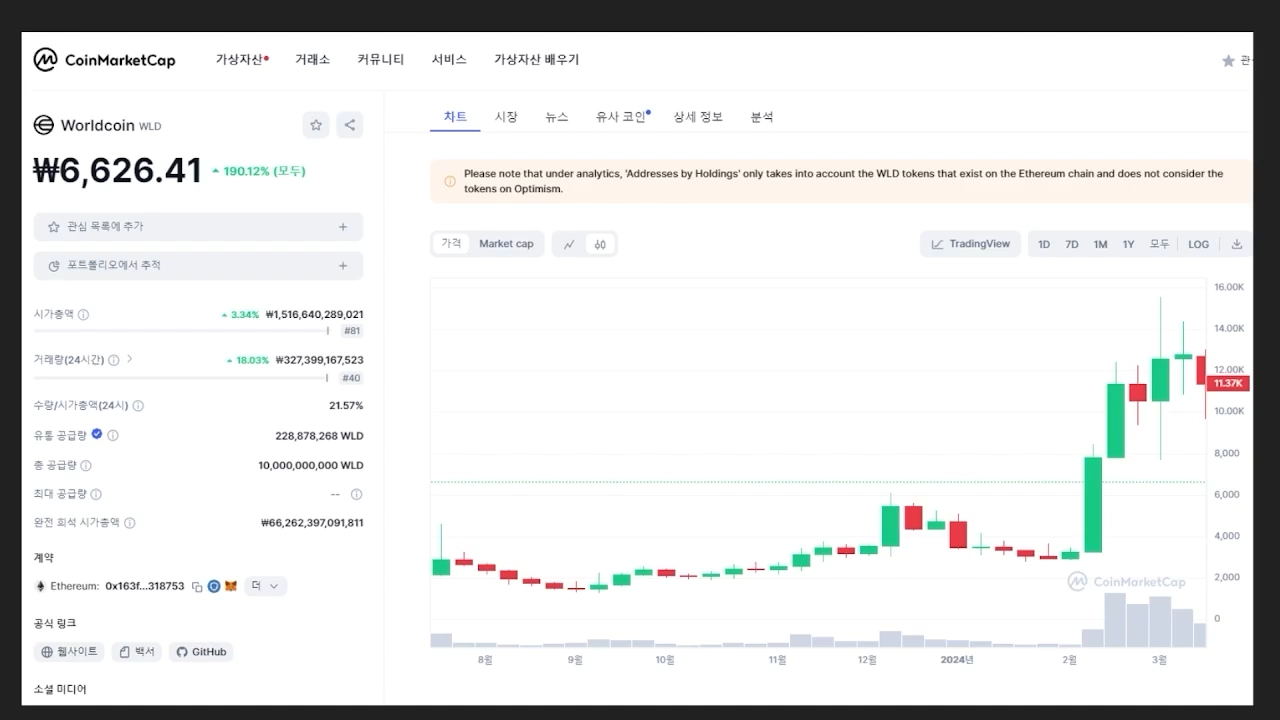 CoinMarketCap
가상자산 거래소 커뮤니티 서비스 가상자산 배우기
Worldcoin WLD
₩6,626.41 190.12% (모두)
관심 목록에 추가 +
포트폴리오에서 추적 +
시가총액 3.34% ₩1,516,640,289,021
#81
거래량(24시간) 18.03% ₩327,399,167,523
#40
수량/시가총액(24시) 21.57%
유통 공급량 228,878,268 WLD
총 공급량 10,000,000,000 WLD
최대 공급량 --
완전 희석 시가총액 ₩66,262,397,091,811
계약
Ethereum: 0x163f...318753 더
공식 링크
웹사이트 백서 GitHub
소셜 미디어
차트 시장 뉴스 유사 코인 상세 정보 분석
Please note that under analytics, 'Addresses by Holdings' only takes into account the WLD tokens that exist on the Ethereum chain and does not consider the
tokens on Optimism.
가격 Market cap TradingView 1D 7D 1M 1Y 모두 LOG
16.00K
14.00K
12.00K
11.37K
10.00K
8,000
6,000
4,000
2,000
CoinMarketCap
0
8월 9월 10월 11월 12월 2024년 2월 3월